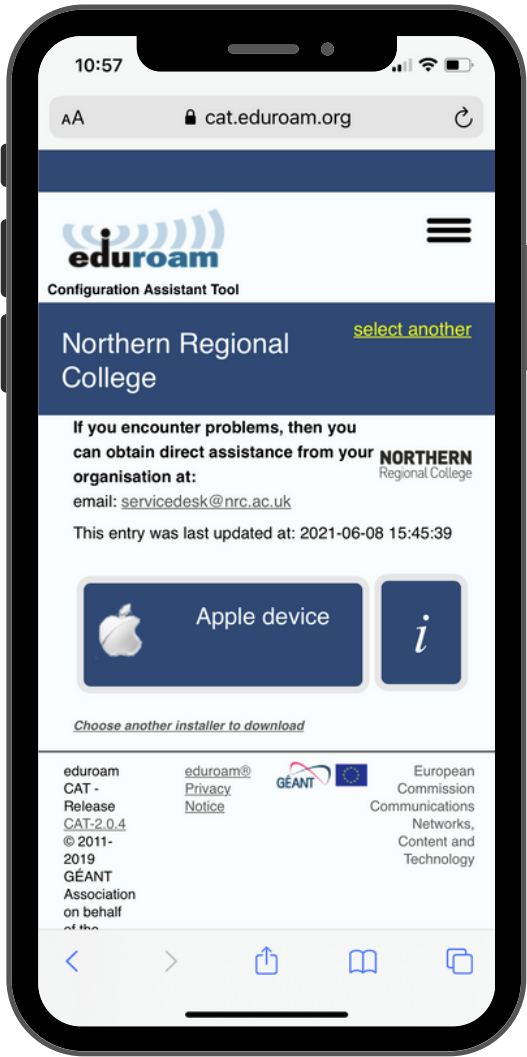 10:57
AA cat.eduroam.org
eduroam
Configuration Assistant Tool
Northern Regional
College
select another
If you encounter problems, then you
can obtain direct assistance from your
organisation at:
NORTHERN
Regional College
email: servicedesk@nrc.ac.uk
This entry was last updated at: 2021-06-08 15:45:39
Apple device
i
Choose another installer to download
eduroam
CAT -
Release
CAT-2.0.4
© 2011-
2019
GÉANT
Association
on behalf
of the
eduroam®
Privacy
Notice
GÉANT
European
Commission
Communications
Networks,
Content and
Technology